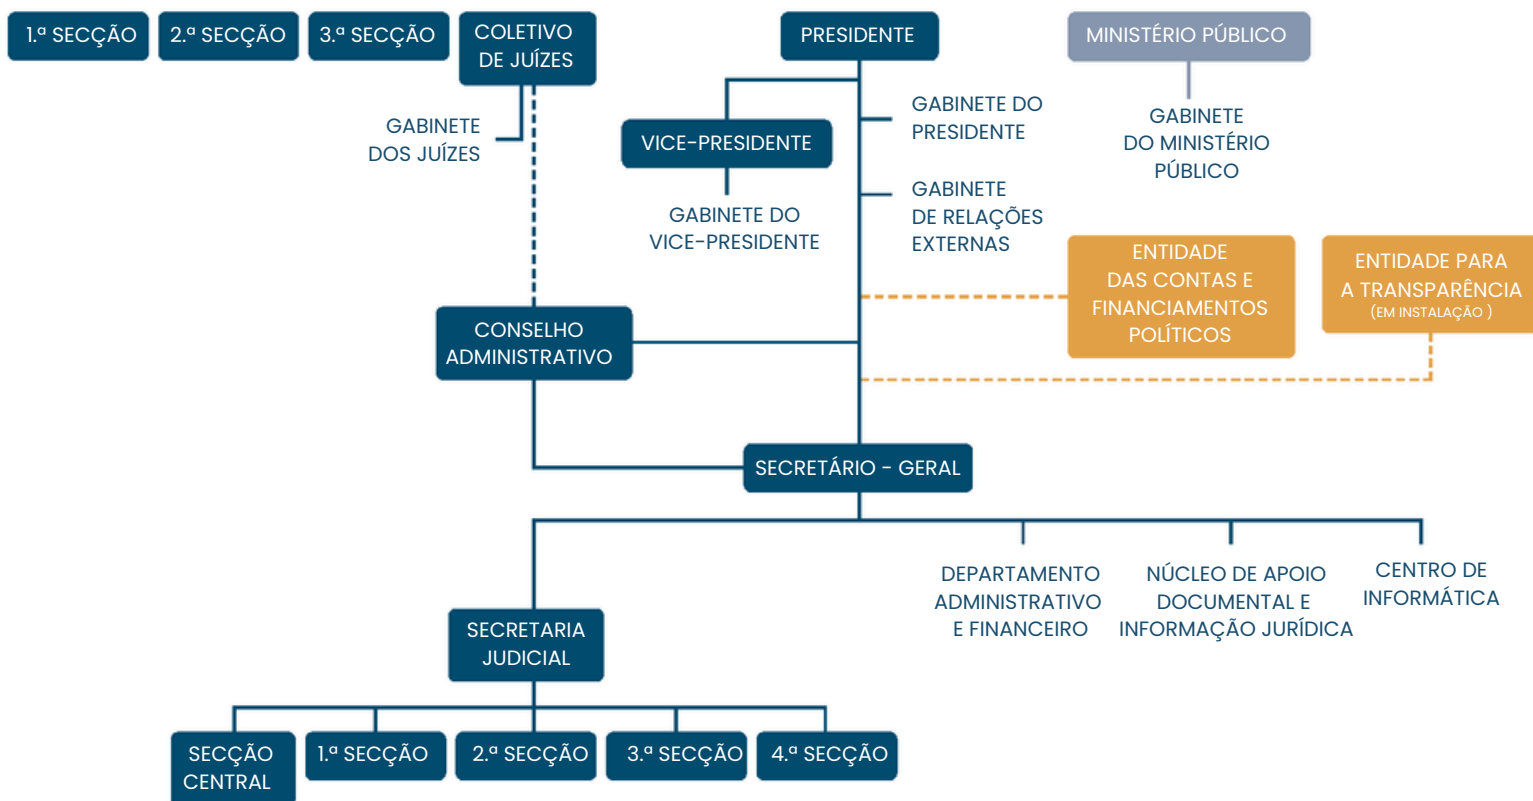 1.ª SECÇÃO
2.ª SECÇÃO
3.ª SECÇÃO
COLETIVO
DE JUÍZES
PRESIDENTE
MINISTÉRIO PÚBLICO
GABINETE
DOS JUÍZES
VICE-PRESIDENTE
GABINETE DO
PRESIDENTE
GABINETE
DO MINISTÉRIO
PÚBLICO
GABINETE DO
VICE-PRESIDENTE
GABINETE
DE RELAÇÕES
EXTERNAS
ENTIDADE
DAS CONTAS E
FINANCIAMENTOS
POLÍTICOS
ENTIDADE PARA
A TRANSPARÊNCIA
(EM INSTALAÇÃO )
CONSELHO
ADMINISTRATIVO
SECRETÁRIO - GERAL
DEPARTAMENTO
ADMINISTRATIVO
E FINANCEIRO
NÚCLEO DE APOIO
DOCUMENTAL E
INFORMAÇÃO JURÍDICA
CENTRO DE
INFORMÁTICA
SECRETARIA
JUDICIAL
SECÇÃO
CENTRAL
1.ª SECÇÃO
2.ª SECÇÃO
3.ª SECÇÃO
4.ª SECÇÃO